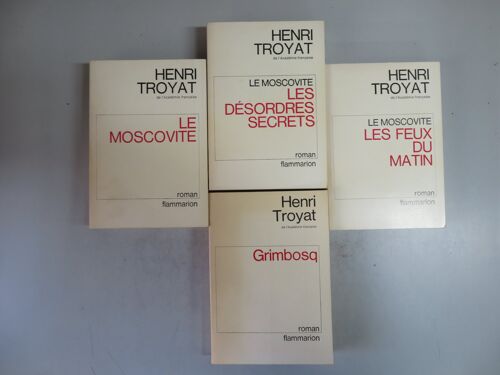 HENRI
TROYAT
de l'Académie française
LE
MOSCOVITE
roman
flammarion
HENRI
TROYAT
de l'Académie française
LE MOSCOVITE
LES
DÉSORDRES
SECRETS
roman
flammarion
HENRI
TROYAT
de l'Académie française
LE MOSCOVITE
LES FEUX
DU
MATIN
roman
flammarion
Henri
Troyat
de l'Académie française
Grimbosq
roman
flammarion